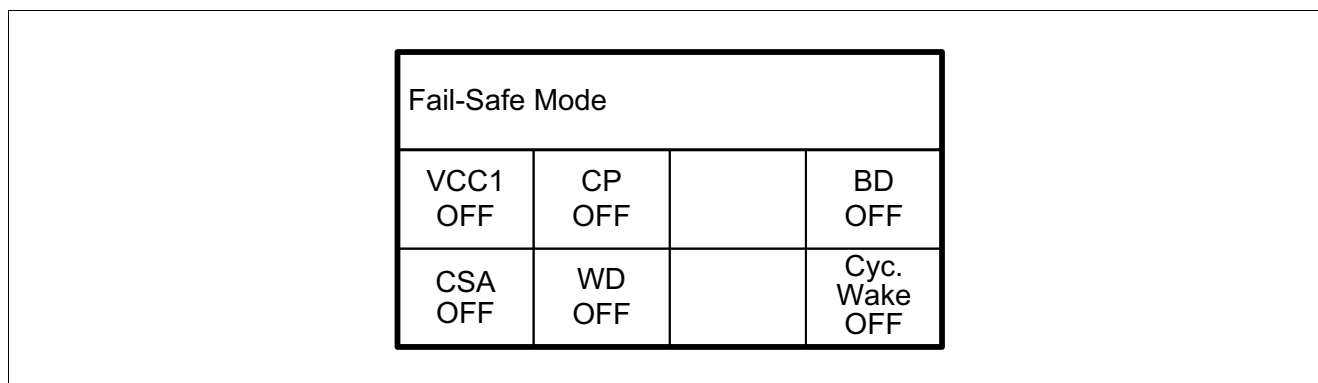 Fail-Safe Mode
VCC1
OFF
CP
OFF
BD
OFF
CSA
OFF
WD
OFF
Cyc.
Wake
OFF